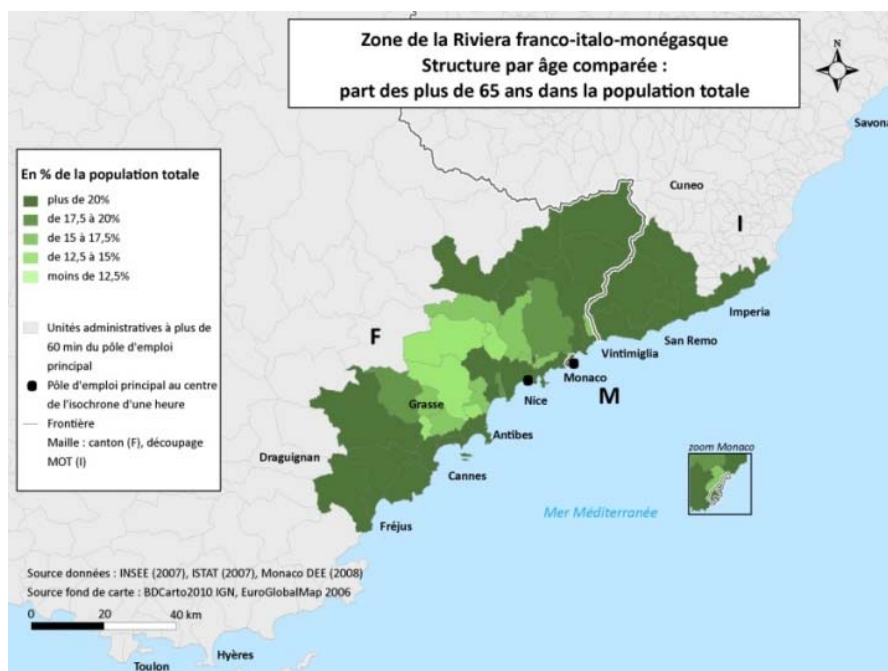 Zone de la Riviera franco-italo-monégasque
Structure par âge comparée :
part des plus de 65 ans dans la population totale
N
Savona
En % de la population totale
plus de 20%
de 17,5 à 20%
de 15 à 17,5%
de 12,5 à 15%
moins de 12,5%
Unités administratives à plus de
60 min du pôle d'emploi
principal
Pôle d'emploi principal au centre
de l'isochrone d'une heure
Frontière
Maille : canton (F), découpage
MOT (I)
Cuneo
I
Imperia
San Remo
F
Vintimiglia
Monaco
M
Nice
Grasse
Antibes
Draguignan
Cannes
zoom Monaco
Mer Méditerranée
Fréjus
Source données : INSEE (2007), ISTAT (2007), Monaco DEE (2008)
Source fond de carte : BDCarto2010 IGN, EuroGlobalMap 2006
0 20 40 km
Hyères
Toulon